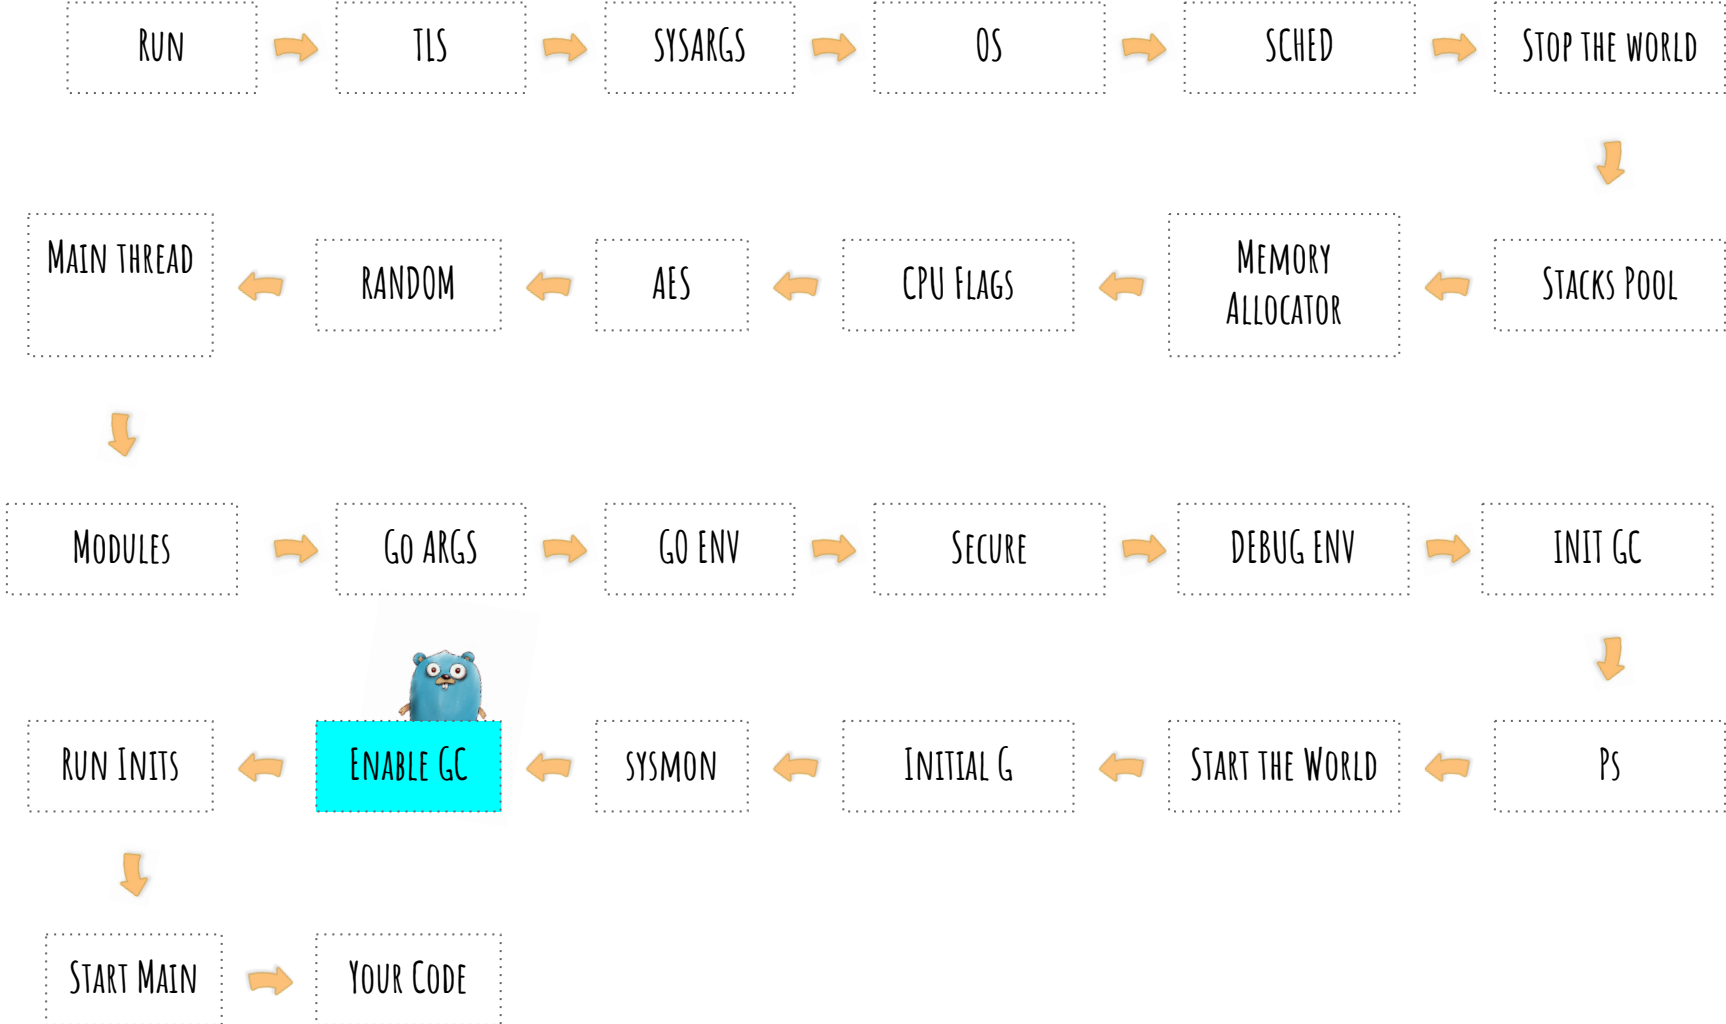 Run
TLS
SYSARGS
OS
SCHED
Stop the world
Stacks Pool
Memory
Allocator
CPU Flags
AES
RANDOM
Main thread
Modules
Go ARGS
GO ENV
Secure
DEBUG ENV
INIT GC
Ps
Start the World
Initial G
sysmon
Enable GC
Run Inits
Start Main
Your Code